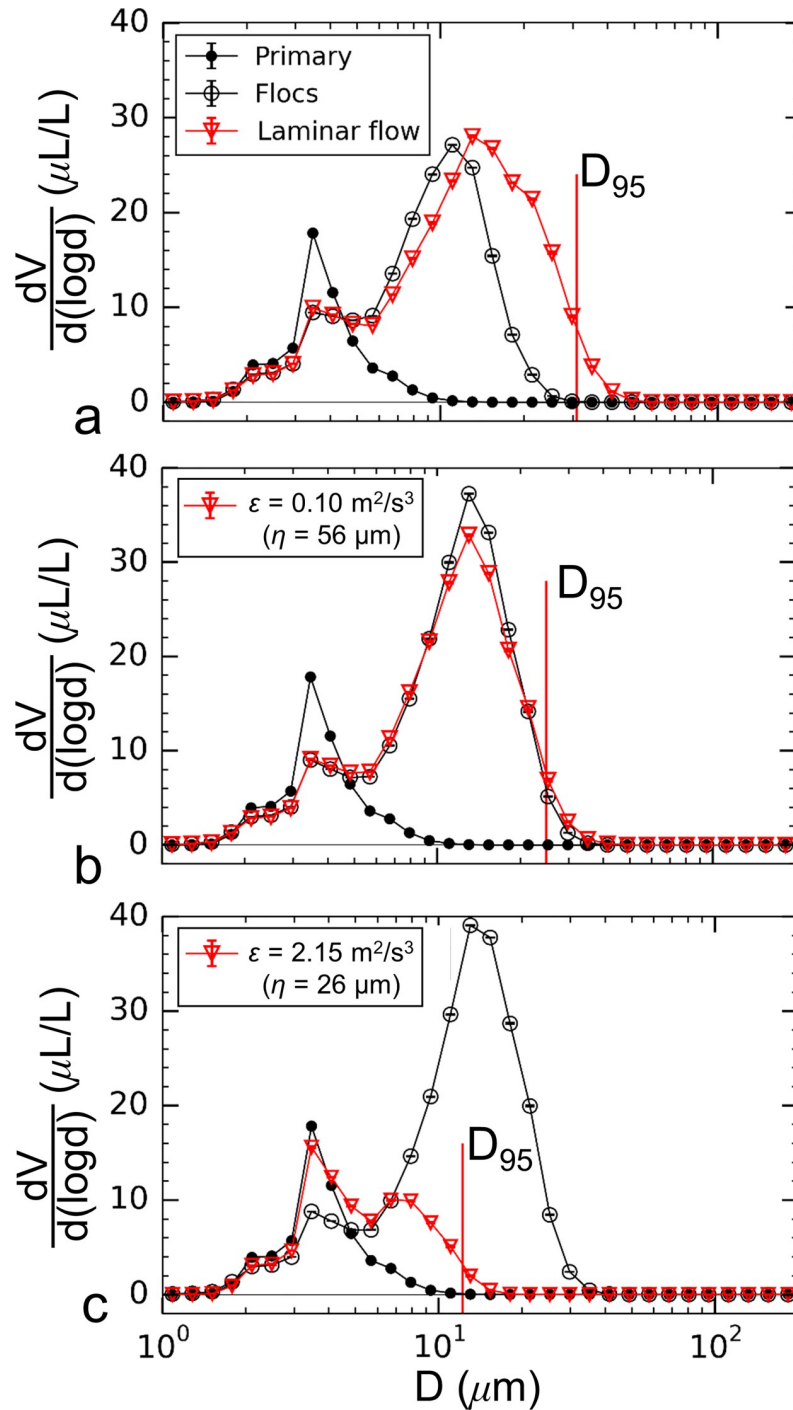 40
30
20
10
0
dV
d(logd) (μL/L)
Primary
Flocs
Laminar flow
D95
a
40
30
20
10
0
dV
d(logd) (μL/L)
ε = 0.10 m²/s³
(η = 56 μm)
D95
b
40
30
20
10
0
dV
d(logd) (μL/L)
ε = 2.15 m²/s³
(η = 26 μm)
D95
c
10⁰ 10¹ 10²
D (μm)